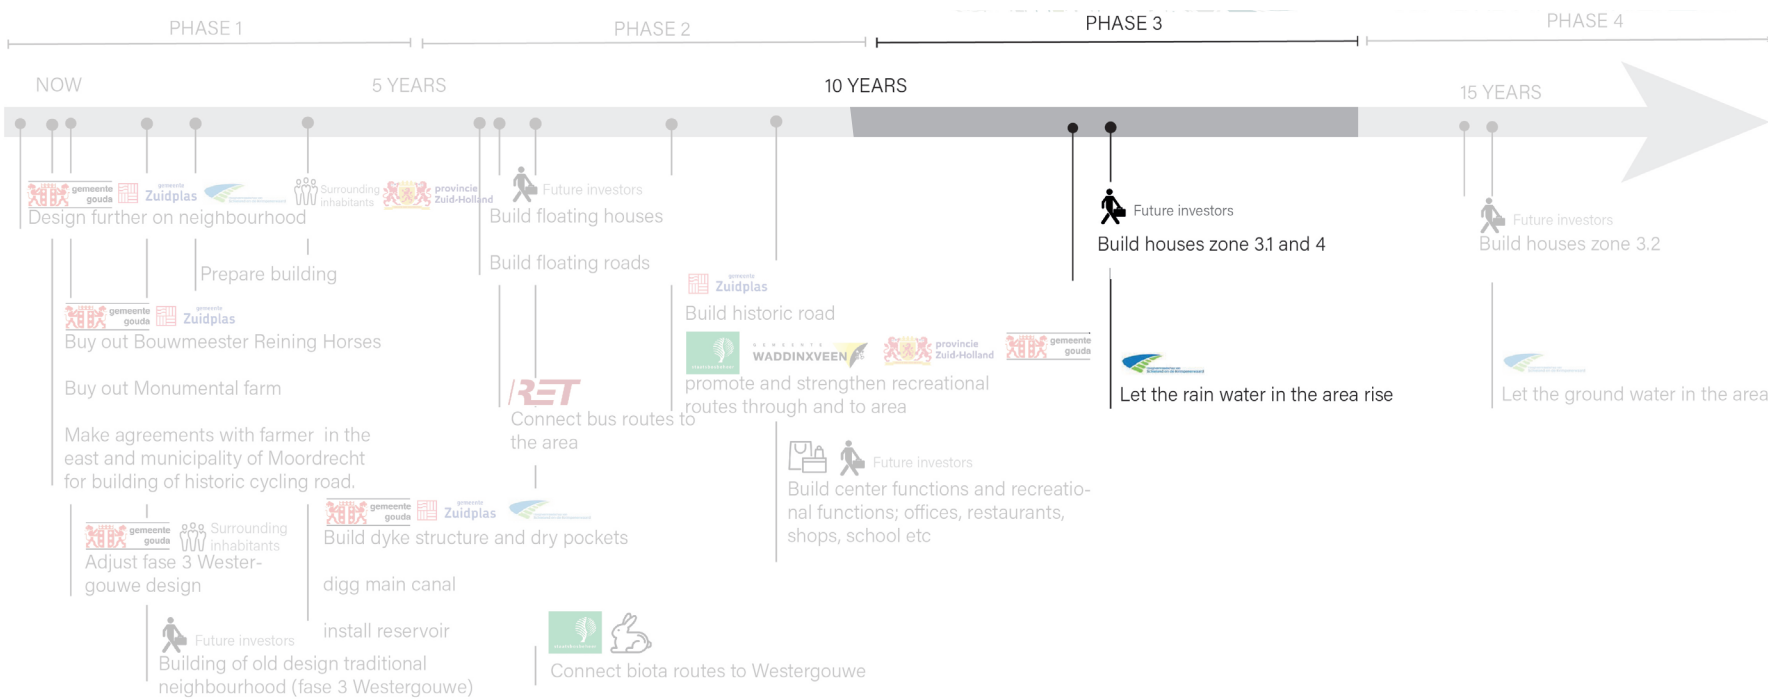 PHASE 1
PHASE 2
PHASE 3
PHASE 4
NOW
5 YEARS
10 YEARS
15 YEARS
gemeente
gouda
gemeente
Zuidplas
Surrounding
inhabitants
provincie
Zuid-Holland
Design further on neighbourhood
Prepare building
gemeente
gouda
gemeente
Zuidplas
Buy out Bouwmeester Reining Horses
Buy out Monumental farm
Make agreements with farmer in the
east and municipality of Moordrecht
for building of historic cycling road.
gemeente
gouda
Surrounding
inhabitants
Adjust fase 3 Wester-
gouwe design
Future investors
Building of old design traditional
neighbourhood (fase 3 Westergouwe)
gemeente
gouda
gemeente
Zuidplas
Build dyke structure and dry pockets
digg main canal
install reservoir
Future investors
Build floating houses
Build floating roads
RET
Connect bus routes to
the area
Connect biota routes to Westergouwe
gemeente
Zuidplas
Build historic road
GEMEENTE
WADDINXVEEN
provincie
Zuid-Holland
gemeente
gouda
promote and strengthen recreational
routes through and to area
Future investors
Build center functions and recreatio-
nal functions; offices, restaurants,
shops, school etc
Future investors
Build houses zone 3.1 and 4
Let the rain water in the area rise
Future investors
Build houses zone 3.2
Let the ground water in the area